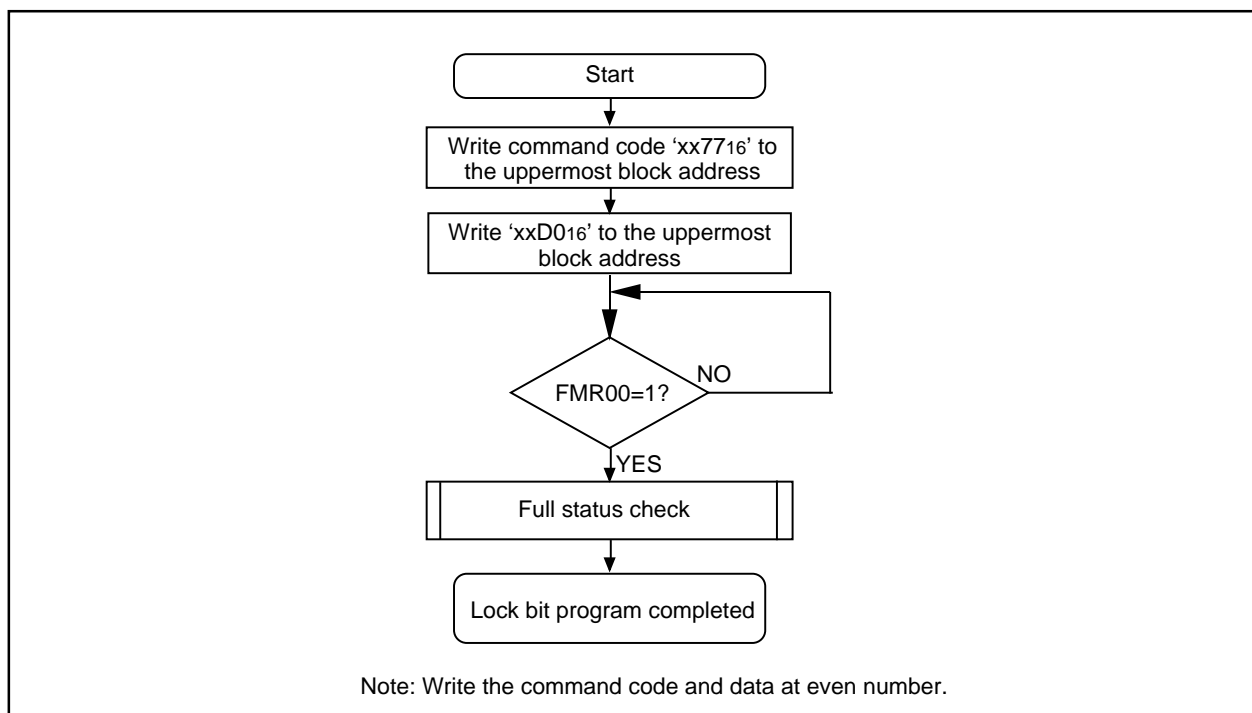 Start
Write command code ‘xx7716’ to
the uppermost block address
Write ‘xxD016’ to the uppermost
block address
FMR00=1?
NO
YES
Full status check
Lock bit program completed
Note: Write the command code and data at even number.